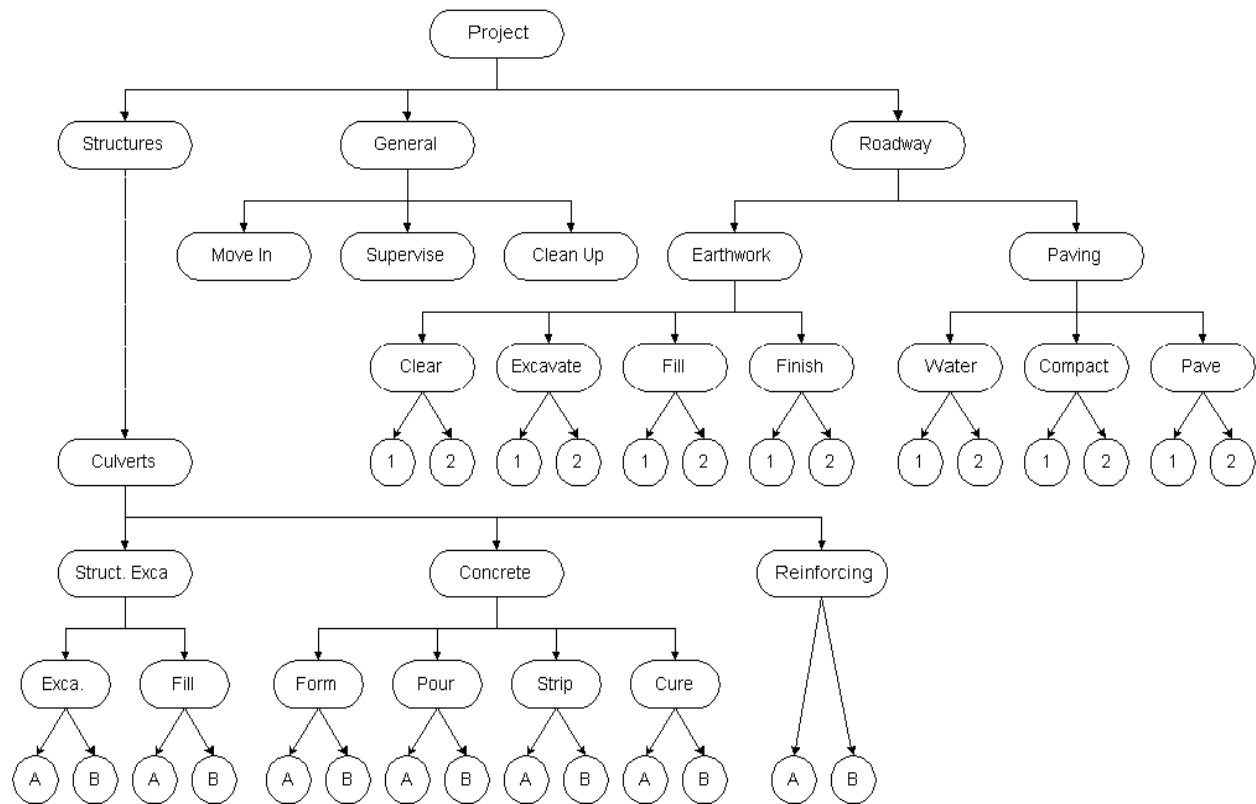 Project
Structures
General
Roadway
Move In
Supervise
Clean Up
Earthwork
Paving
Clear
Excavate
Fill
Finish
Water
Compact
Pave
1
2
1
2
1
2
1
2
1
2
1
2
1
2
Culverts
Struct. Exca
Concrete
Reinforcing
Exca.
Fill
Form
Pour
Strip
Cure
A
B
A
B
A
B
A
B
A
B
A
B
A
B